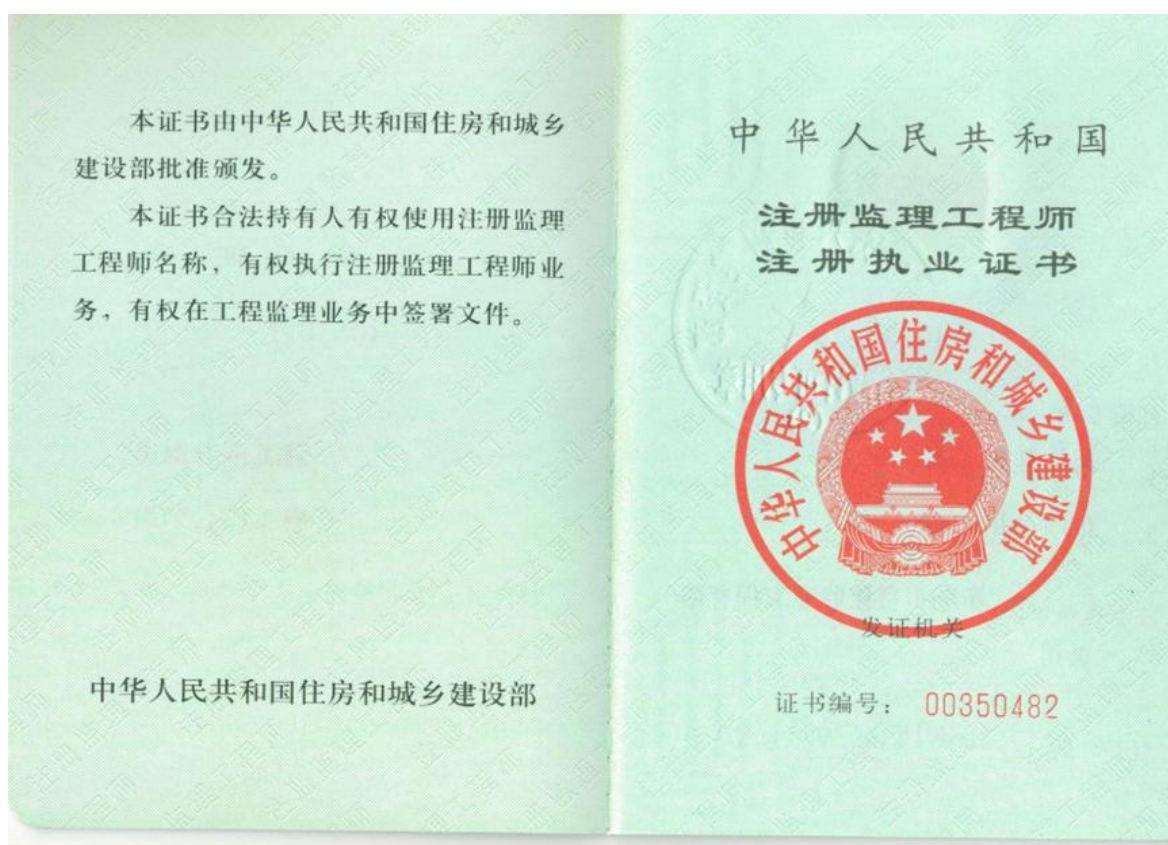 本证书由中华人民共和国住房和城乡
建设部批准颁发。
本证书合法持有人有权使用注册监理
工程师名称，有权执行注册监理工程师业
务，有权在工程监理业务中签署文件。
中华人民共和国住房和城乡建设部
中华人民共和国
注册监理工程师
注册执业证书
中华人民共和国住房和城乡建设部
发证机关
证书编号：00350482